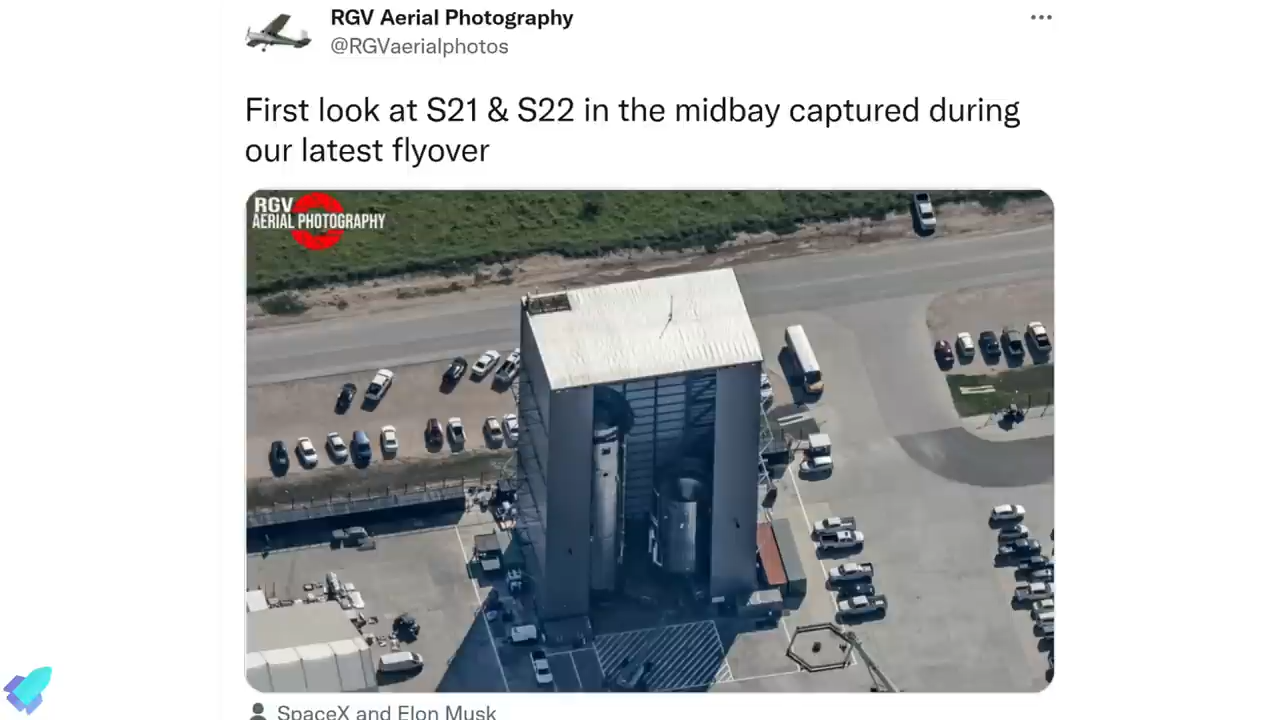 RGV Aerial Photography
@RGVaerialphotos
First look at S21 & S22 in the midbay captured during
our latest flyover
RGV
AERIAL PHOTOGRAPHY
SpaceX and Elon Musk